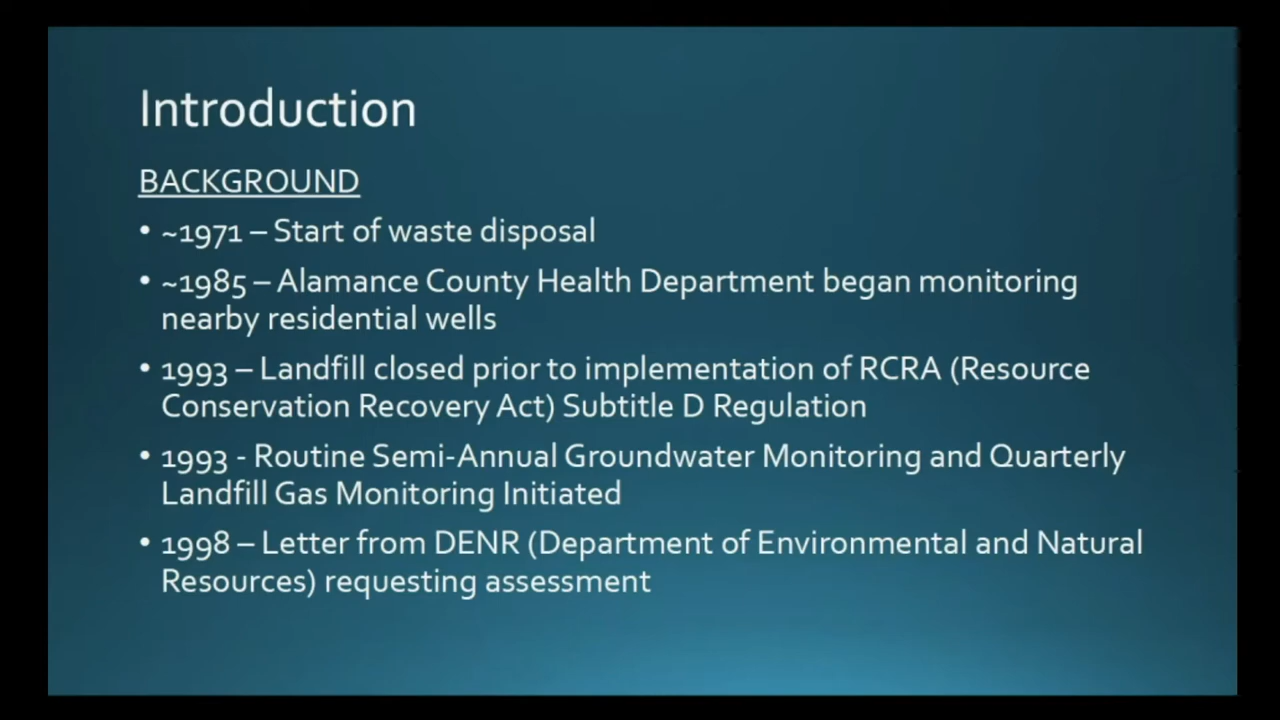 Introduction
BACKGROUND
• ~1971 – Start of waste disposal
• ~1985 – Alamance County Health Department began monitoring
nearby residential wells
• 1993 – Landfill closed prior to implementation of RCRA (Resource
Conservation Recovery Act) Subtitle D Regulation
• 1993 - Routine Semi-Annual Groundwater Monitoring and Quarterly
Landfill Gas Monitoring Initiated
• 1998 – Letter from DENR (Department of Environmental and Natural
Resources) requesting assessment